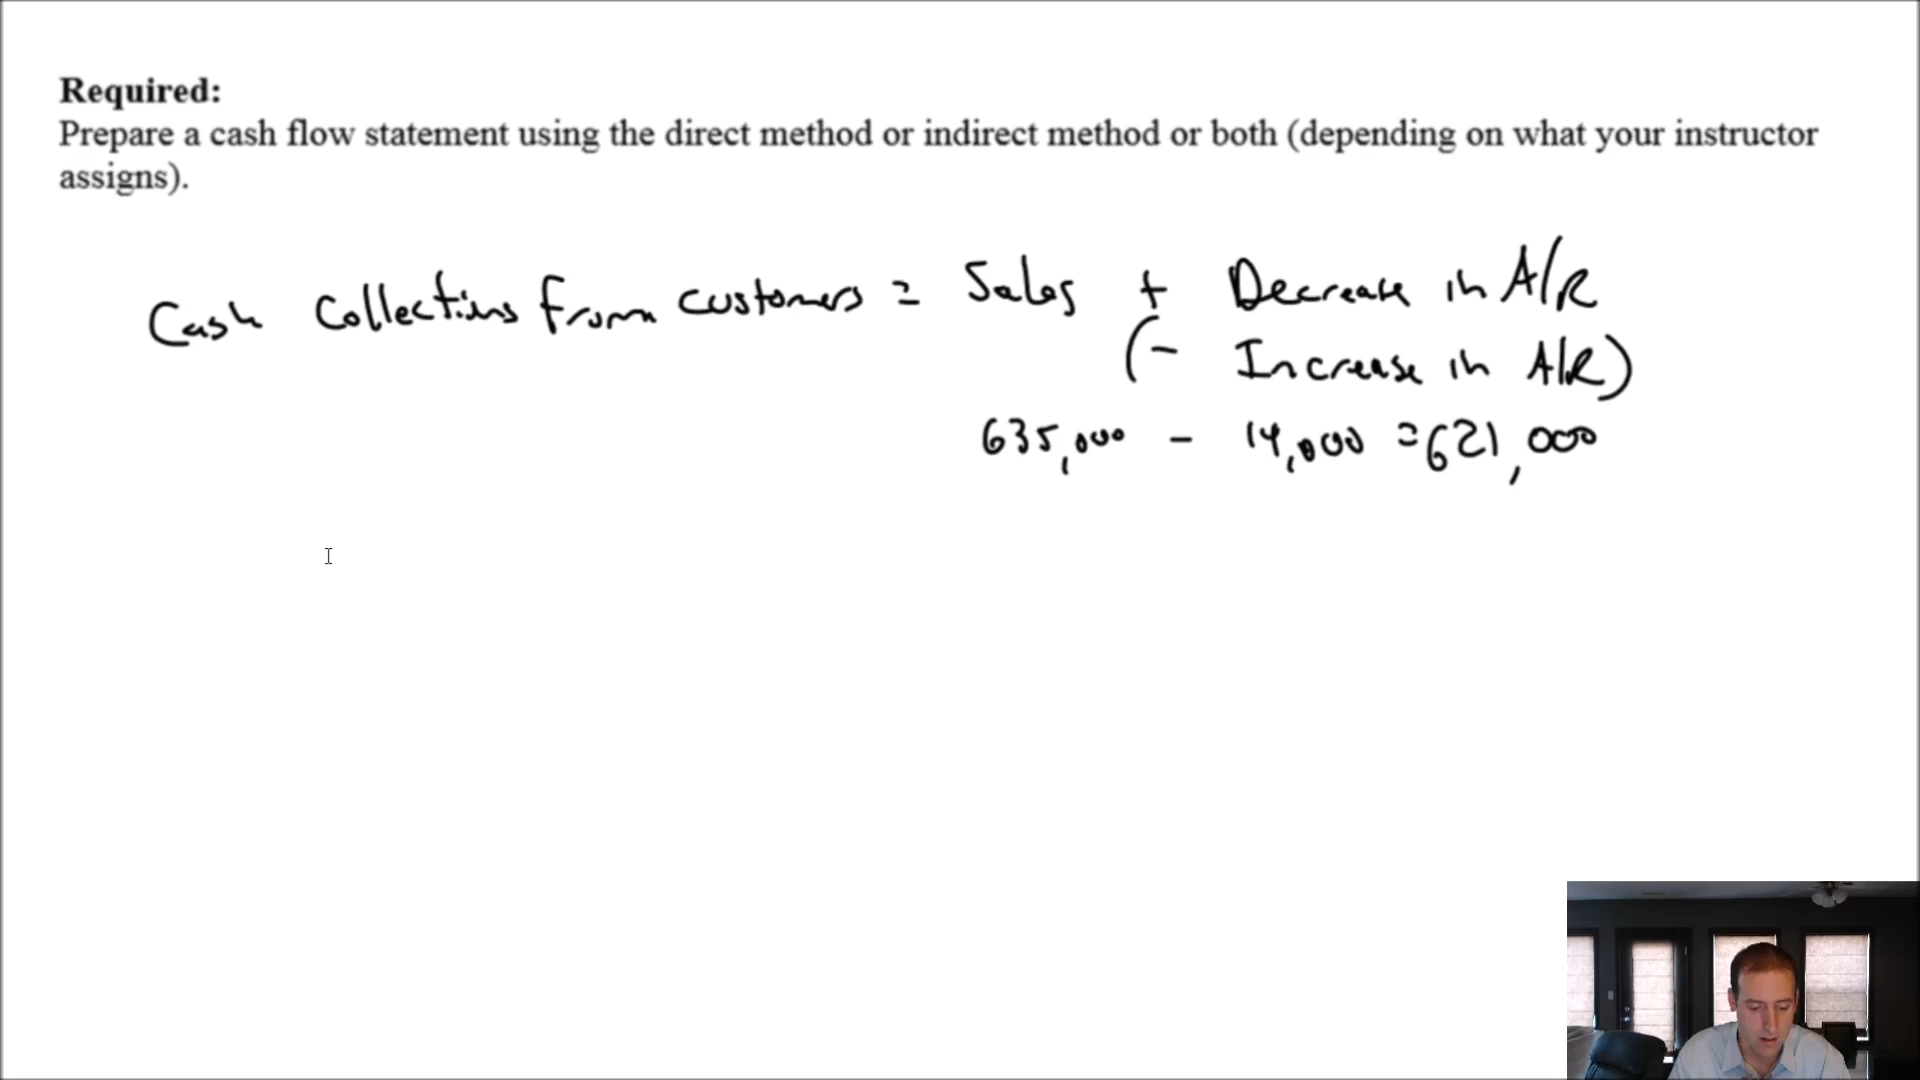 Required:
Prepare a cash flow statement using the direct method or indirect method or both (depending on what your instructor
assigns).
Cash Collections from customers = Sales + Decrease in A/R
(- Increase in A/R)
635,000 - 14,000 = 621,000